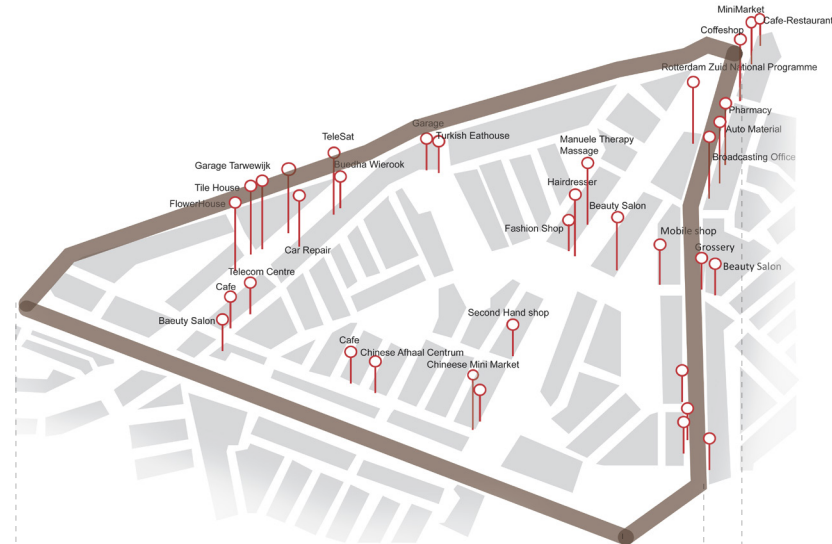 MiniMarket
Cafe-Restaurant
Coffeshop
Rotterdam Zuid National Programme
Pharmacy
Garage
Auto Material
TeleSat
Turkish Eathouse
Manuele Therapy
Massage
Broadcasting Office
Garage Tarwewijk
Buddha Wierook
Tile House
Hairdresser
FlowerHouse
Beauty Salon
Fashion Shop
Mobile shop
Car Repair
Grossery
Beauty Salon
Telecom Centre
Cafe
Baeuty Salon
Second Hand shop
Cafe
Chinese Afhaal Centrum
Chineese Mini Market